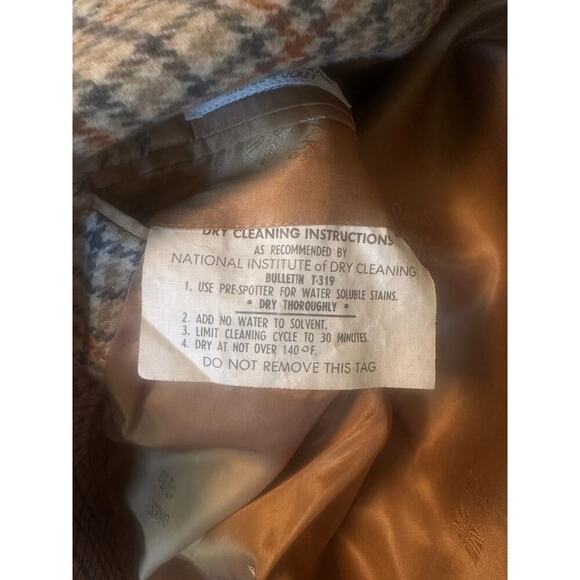 POCKET
DRY CLEANING INSTRUCTIONS
AS RECOMMENDED BY
NATIONAL INSTITUTE of DRY CLEANING
BULLETIN T-319
1. USE PRE-SPOTTER FOR WATER SOLUBLE STAINS.
• DRY THOROUGHLY •
2. ADD NO WATER TO SOLVENT.
3. LIMIT CLEANING CYCLE TO 30 MINUTES.
4. DRY AT NOT OVER 140°F.
DO NOT REMOVE THIS TAG